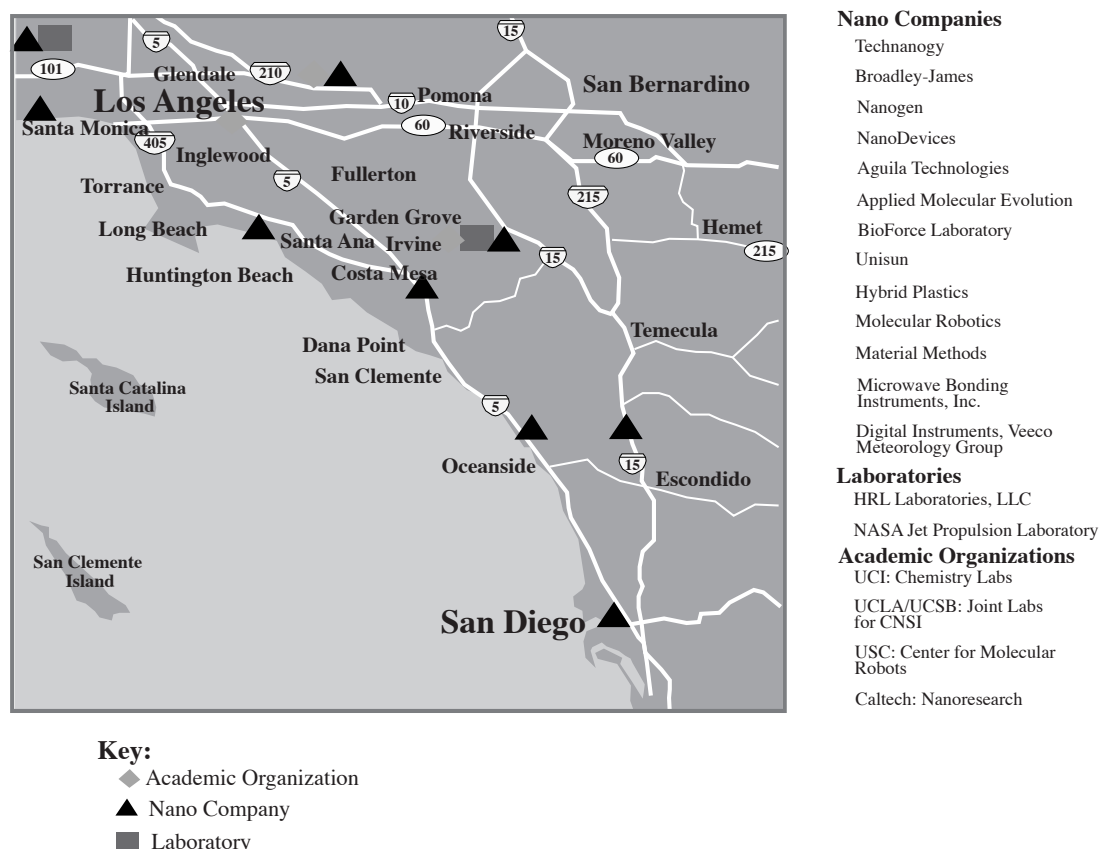 15
5
101
Glendale
210
Los Angeles
10
Pomona
San Bernardino
Santa Monica
60
Riverside
405
Inglewood
Moreno Valley
60
Torrance
5
Fullerton
215
Long Beach
Garden Grove
Hemet
Santa Ana
Irvine
15
215
Huntington Beach
Costa Mesa
Temecula
Dana Point
San Clemente
Santa Catalina
Island
5
Oceanside
15
Escondido
San Clemente
Island
San Diego
Nano Companies
Technanogy
Broadley-James
Nanogen
NanoDevices
Aguila Technologies
Applied Molecular Evolution
BioForce Laboratory
Unisun
Hybrid Plastics
Molecular Robotics
Material Methods
Microwave Bonding
Instruments, Inc.
Digital Instruments, Veeco
Meteorology Group
Laboratories
HRL Laboratories, LLC
NASA Jet Propulsion Laboratory
Academic Organizations
UCI: Chemistry Labs
UCLA/UCSB: Joint Labs
for CNSI
USC: Center for Molecular
Robots
Caltech: Nanoresearch
Key:
Academic Organization
Nano Company
Laboratory